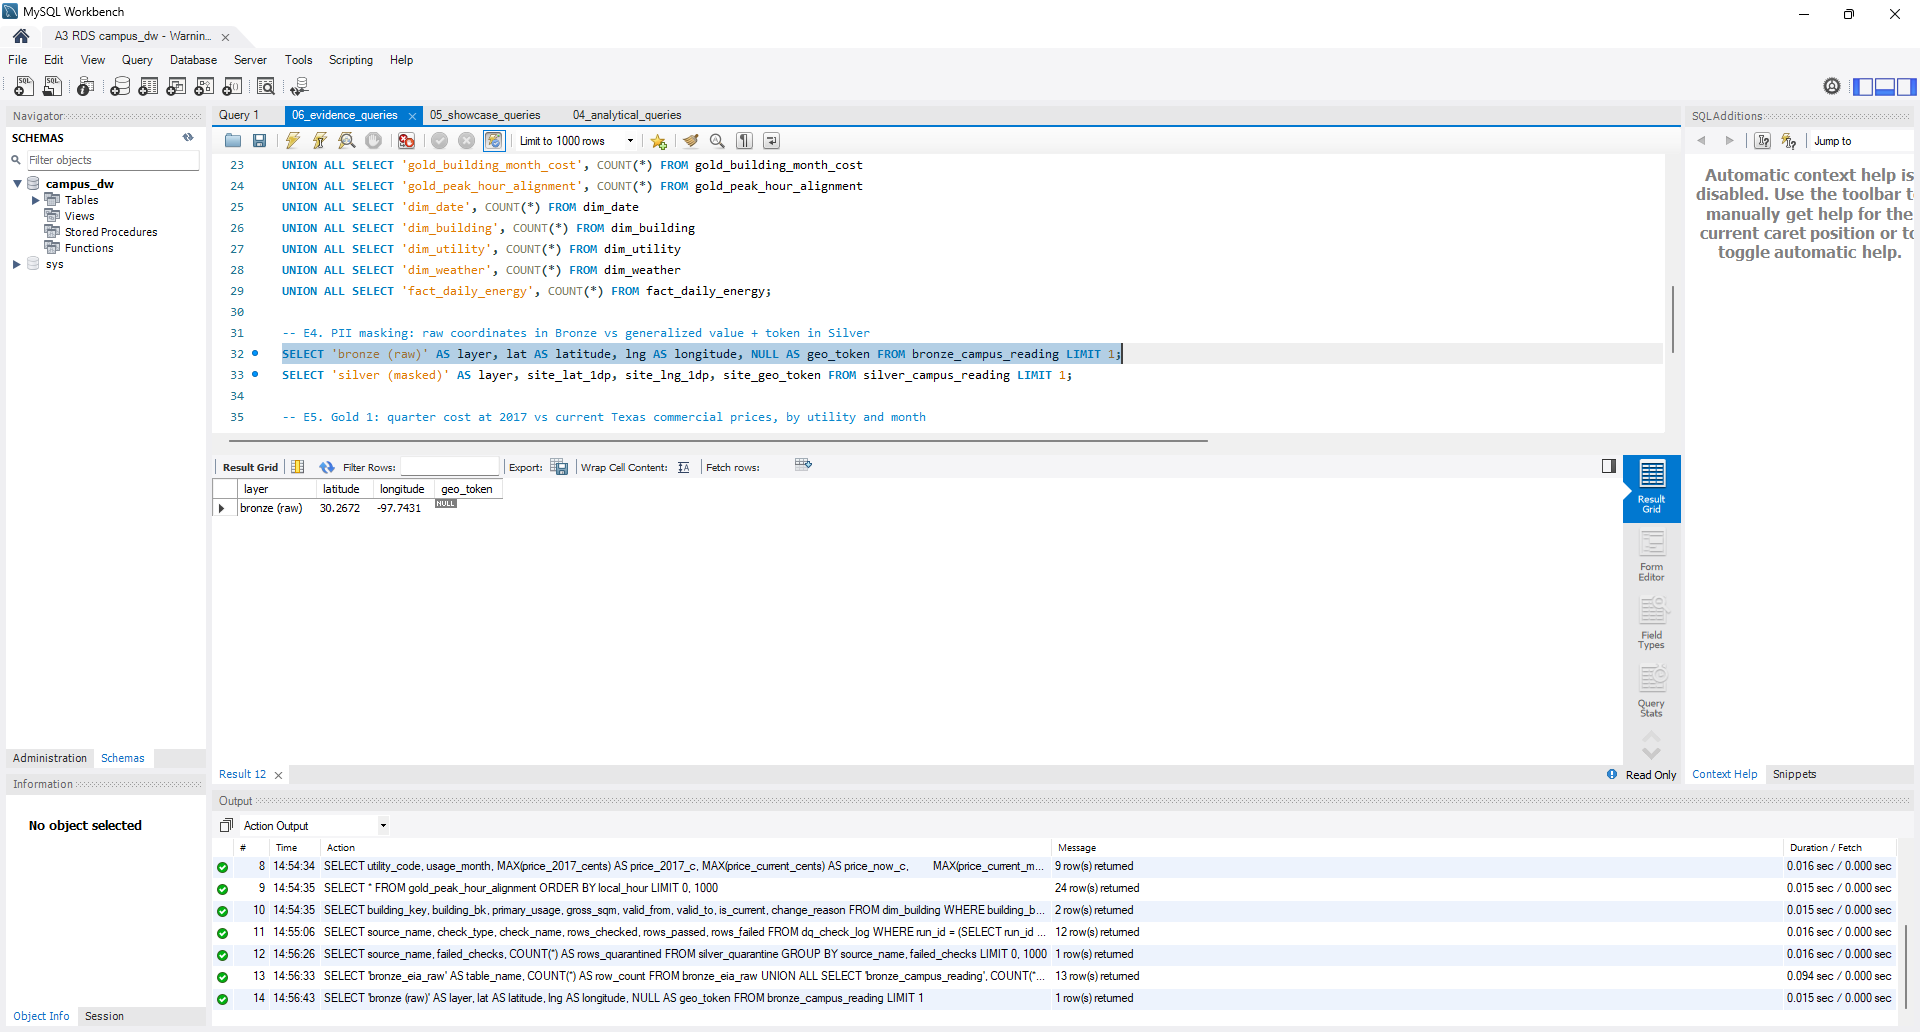 MySQL Workbench
A3 RDS campus_dw - Warnin...
File Edit View Query Database Server Tools Scripting Help
Navigator
SCHEMAS
Filter objects
campus_dw
Tables
Views
Stored Procedures
Functions
sys
Administration Schemas
Information
No object selected
Object Info Session
Query 1 06_evidence_queries 05_showcase_queries 04_analytical_queries
Limit to 1000 rows
23 UNION ALL SELECT 'gold_building_month_cost', COUNT(*) FROM gold_building_month_cost
24 UNION ALL SELECT 'gold_peak_hour_alignment', COUNT(*) FROM gold_peak_hour_alignment
25 UNION ALL SELECT 'dim_date', COUNT(*) FROM dim_date
26 UNION ALL SELECT 'dim_building', COUNT(*) FROM dim_building
27 UNION ALL SELECT 'dim_utility', COUNT(*) FROM dim_utility
28 UNION ALL SELECT 'dim_weather', COUNT(*) FROM dim_weather
29 UNION ALL SELECT 'fact_daily_energy', COUNT(*) FROM fact_daily_energy;
30
31 -- E4. PII masking: raw coordinates in Bronze vs generalized value + token in Silver
32 SELECT 'bronze (raw)' AS layer, lat AS latitude, lng AS longitude, NULL AS geo_token FROM bronze_campus_reading LIMIT 1;
33 SELECT 'silver (masked)' AS layer, site_lat_1dp, site_lng_1dp, site_geo_token FROM silver_campus_reading LIMIT 1;
34
35 -- E5. Gold 1: quarter cost at 2017 vs current Texas commercial prices, by utility and month
Result Grid Filter Rows: Export: Wrap Cell Content: Fetch rows:
layer latitude longitude geo_token
bronze (raw) 30.2672 -97.7431 NULL
Result Grid
Form Editor
Field Types
Query Stats
Result 12
Read Only
SQLAdditions
Jump to
Automatic context help is
disabled. Use the toolbar t
manually get help for the
current caret position or to
toggle automatic help.
Context Help Snippets
Output
Action Output
# Time Action Message Duration / Fetch
8 14:54:34 SELECT utility_code, usage_month, MAX(price_2017_cents) AS price_2017_c, MAX(price_current_cents) AS price_now_c, MAX(price_current_m... 9 row(s) returned 0.016 sec / 0.000 sec
9 14:54:35 SELECT * FROM gold_peak_hour_alignment ORDER BY local_hour LIMIT 0, 1000 24 row(s) returned 0.015 sec / 0.000 sec
10 14:54:35 SELECT building_key, building_bk, primary_usage, gross_sqm, valid_from, valid_to, is_current, change_reason FROM dim_building WHERE building_b... 2 row(s) returned 0.015 sec / 0.000 sec
11 14:55:06 SELECT source_name, check_type, check_name, rows_checked, rows_passed, rows_failed FROM dq_check_log WHERE run_id = (SELECT run_id ... 12 row(s) returned 0.016 sec / 0.000 sec
12 14:56:26 SELECT source_name, failed_checks, COUNT(*) AS rows_quarantined FROM silver_quarantine GROUP BY source_name, failed_checks LIMIT 0, 1000 1 row(s) returned 0.016 sec / 0.000 sec
13 14:56:33 SELECT 'bronze_eia_raw' AS table_name, COUNT(*) AS row_count FROM bronze_eia_raw UNION ALL SELECT 'bronze_campus_reading', COUNT(*... 13 row(s) returned 0.094 sec / 0.000 sec
14 14:56:43 SELECT 'bronze (raw)' AS layer, lat AS latitude, lng AS longitude, NULL AS geo_token FROM bronze_campus_reading LIMIT 1 1 row(s) returned 0.015 sec / 0.000 sec